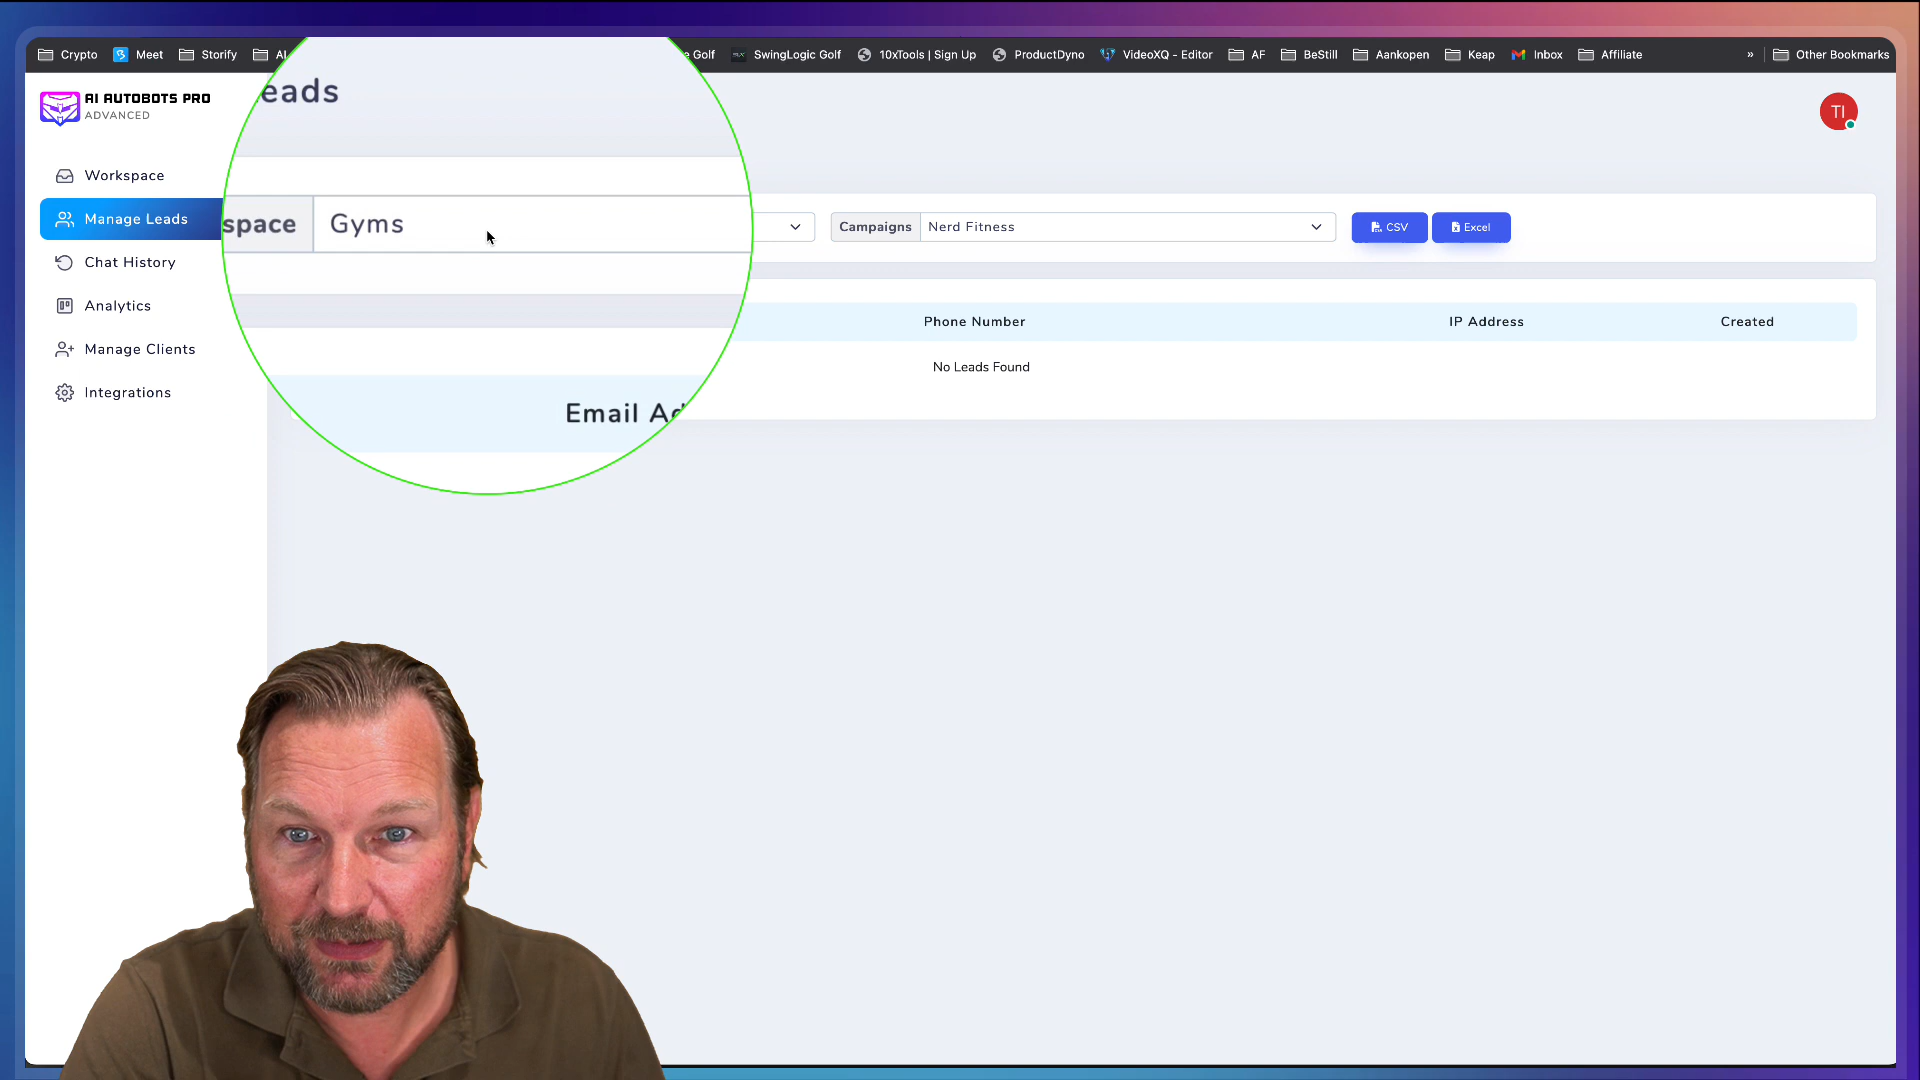 Crypto Meet Storify AI e Golf SwingLogic Golf 10xTools | Sign Up ProductDyno VideoXQ - Editor AF BeStill Aankopen Keap Inbox Affiliate » Other Bookmarks
AI AUTOBOTS PRO
ADVANCED
TI
eads
Workspace
Manage Leads
Chat History
Analytics
Manage Clients
Integrations
space Gyms
Campaigns Nerd Fitness CSV Excel
Email Ad Phone Number IP Address Created
No Leads Found